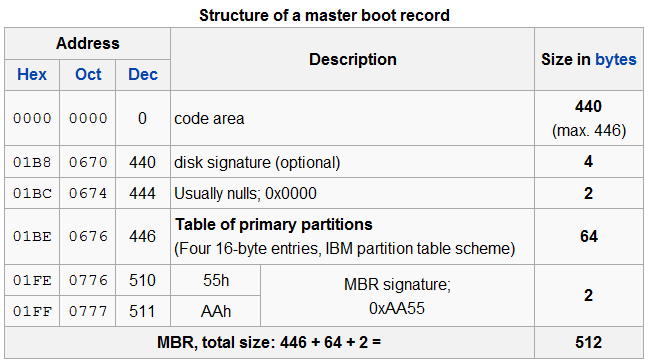 Structure of a master boot record
Address Description Size in bytes
Hex Oct Dec
0000 0000 0 code area 440
(max. 446)
01B8 0670 440 disk signature (optional) 4
01BC 0674 444 Usually nulls; 0x0000 2
01BE 0676 446 Table of primary partitions
(Four 16-byte entries, IBM partition table scheme) 64
01FE 0776 510 55h MBR signature;
0xAA55 2
01FF 0777 511 AAh
MBR, total size: 446 + 64 + 2 = 512